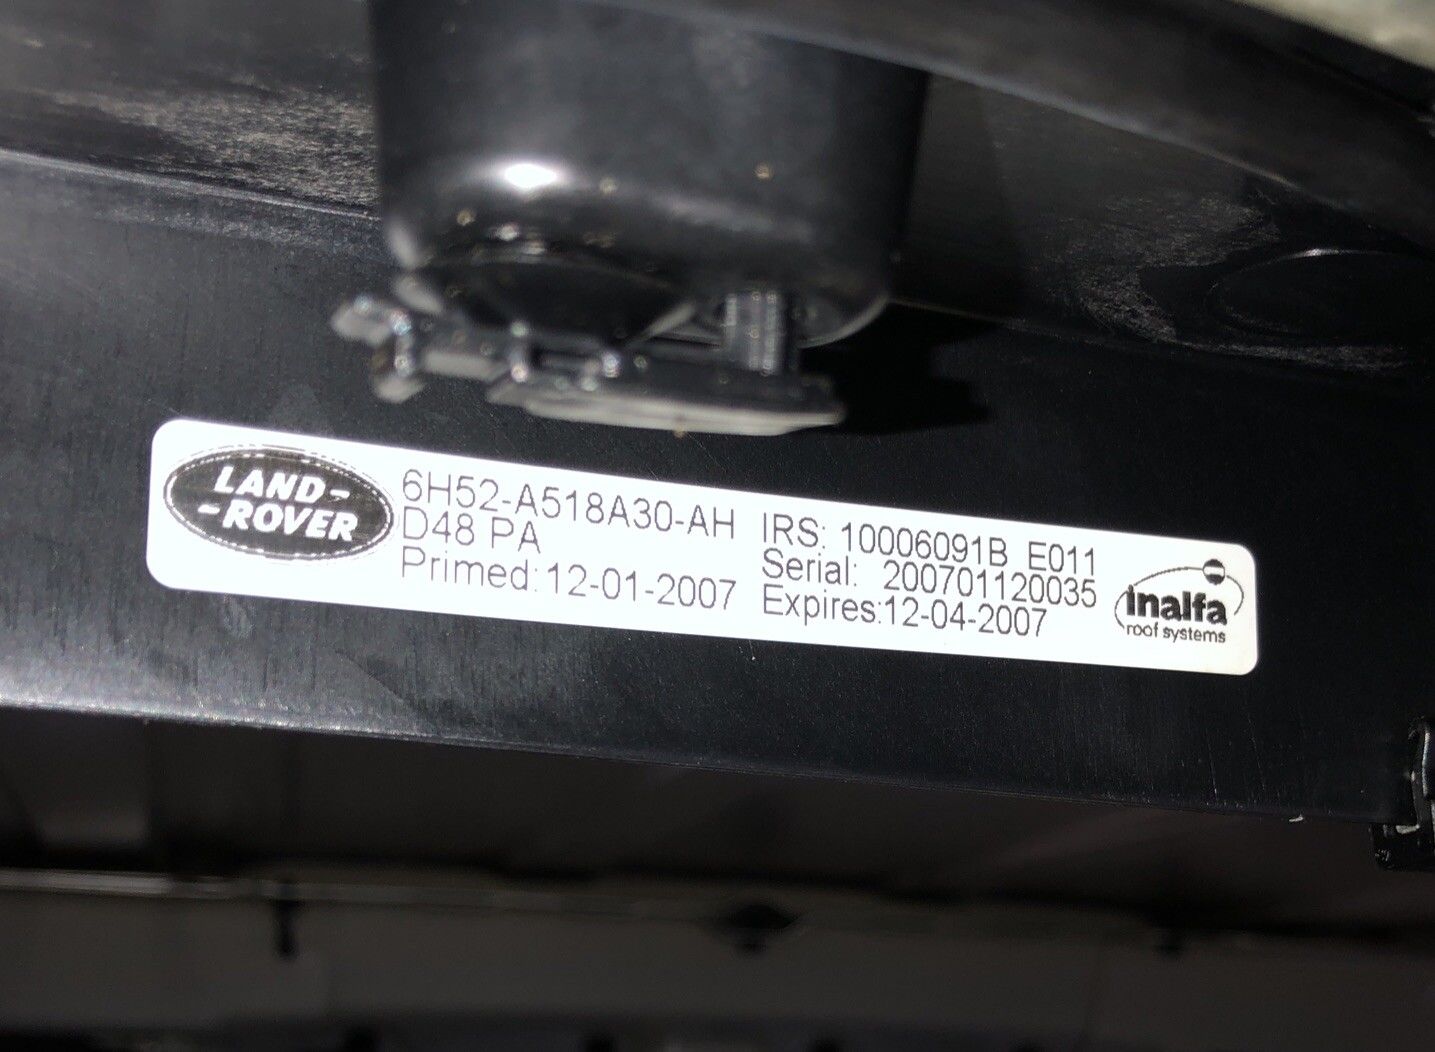 LAND-
-ROVER
6H52-A518A30-AH
D48 PA
Primed: 12-01-2007
IRS: 10006091B E011
Serial: 200701120035
Expires:12-04-2007
inalfa
roof systems